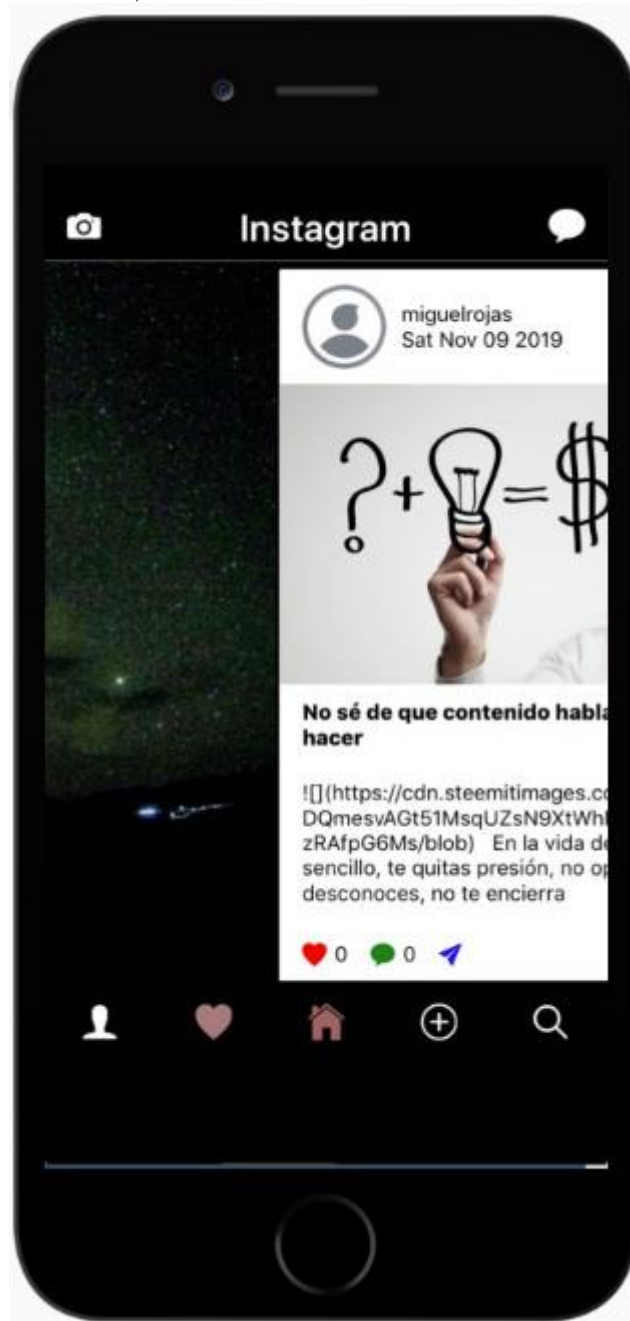 Instagram
miguelrojas
Sat Nov 09 2019
? + = $
No sé de que contenido habla
hacer
![](https://cdn.steemitimages.co
DQmesvAGt51MsqUZsN9XtWhl
zRAfpG6Ms/blob) En la vida de
sencillo, te quitas presión, no op
desconoces, no te encierra
0 0